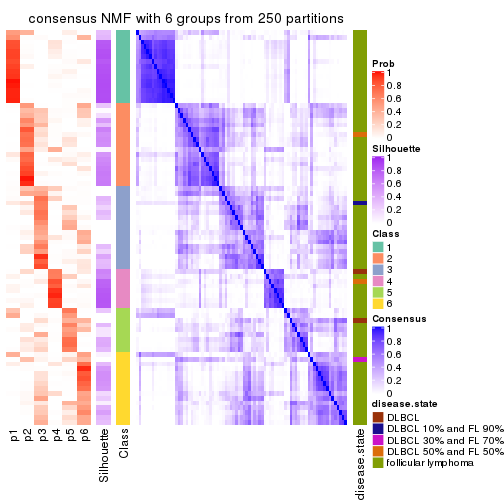 consensus NMF with 6 groups from 250 partitions
Prob
1
0.8
0.6
0.4
0.2
0
Silhouette
1
0.8
0.6
0.4
0.2
0
Class
1
2
3
4
5
6
Consensus
1
0.8
0.6
0.4
0.2
0
disease.state
DLBCL
DLBCL 10% and FL 90%
DLBCL 30% and FL 70%
DLBCL 50% and FL 50%
follicular lymphoma
p1
p2
p3
p4
p5
p6
Silhouette
Class
disease.state